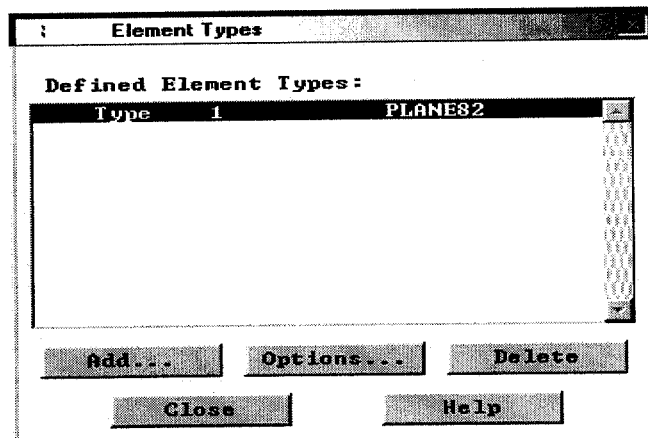 Element Types
Defined Element Types:
Type 1 PLANE82
Add... Options... Delete
Close Help